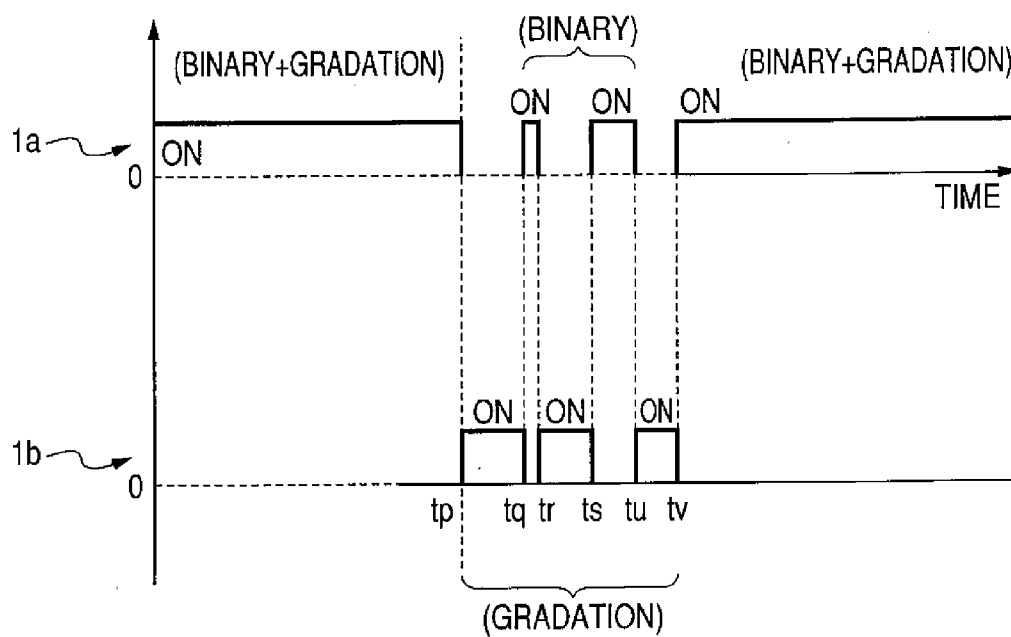 (BINARY)
(BINARY+GRADATION) (BINARY+GRADATION)
ON ON ON
1a ON
0
TIME
ON ON ON
1b
0
tp tq tr ts tu tv
(GRADATION)